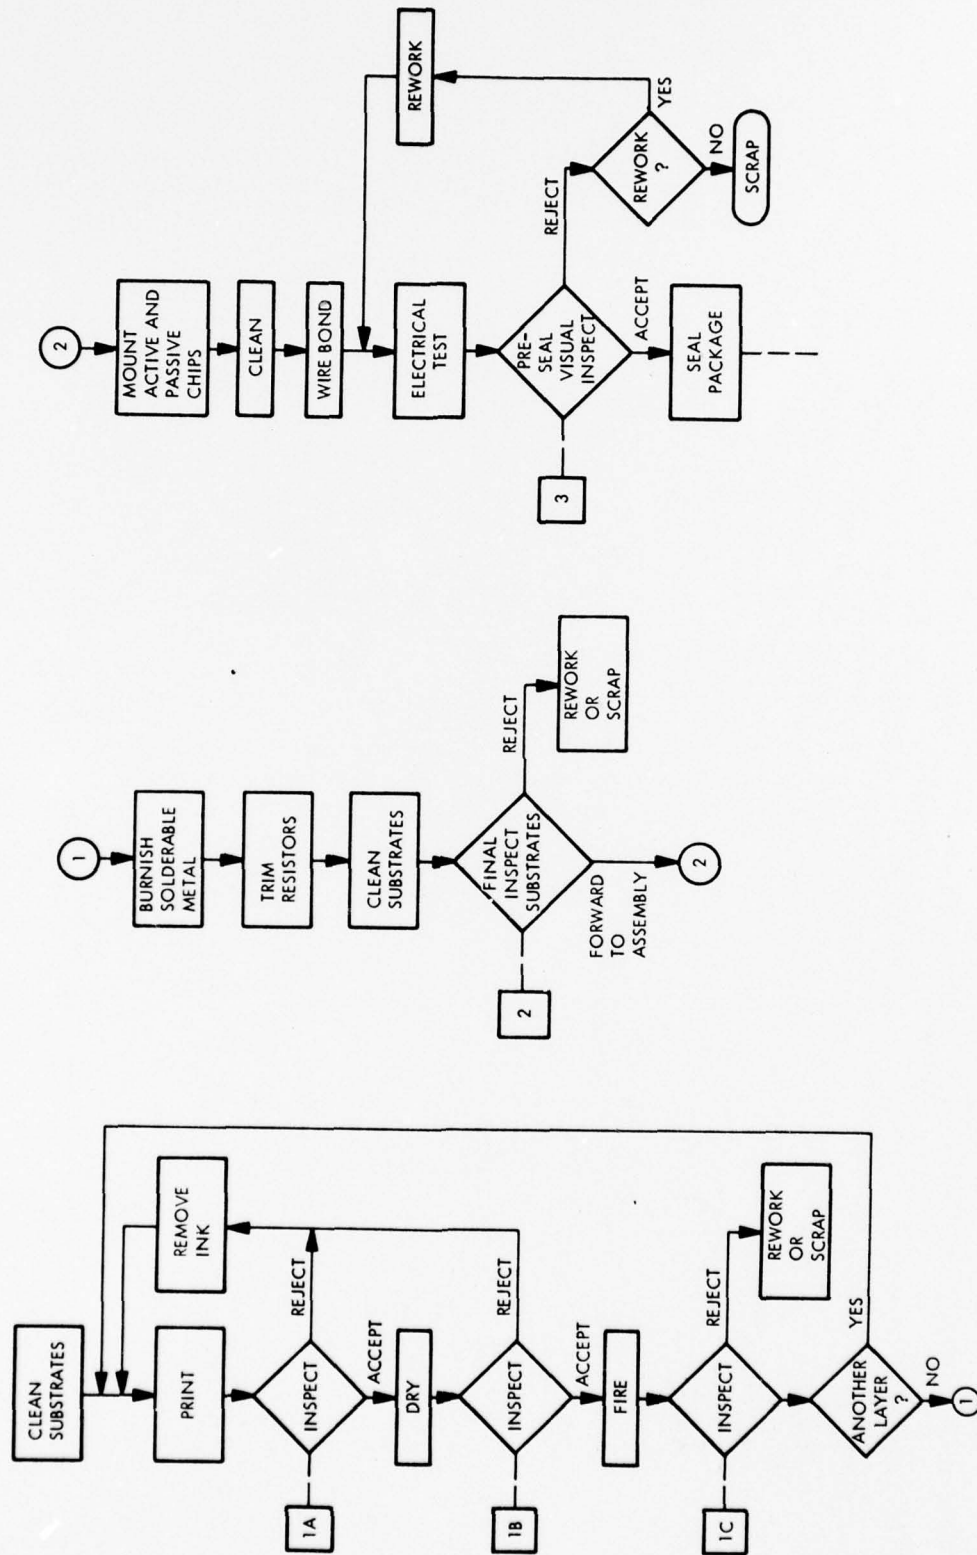 CLEAN
SUBSTRATES
PRINT
REMOVE
INK
1A
INSPECT
REJECT
ACCEPT
DRY
1B
INSPECT
REJECT
ACCEPT
FIRE
1C
INSPECT
REJECT
REWORK
OR
SCRAP
ANOTHER
LAYER
?
YES
NO
1
1
BURNISH
SOLDERABLE
METAL
TRIM
RESISTORS
CLEAN
SUBSTRATES
2
FINAL
INSPECT
SUBSTRATES
REJECT
REWORK
OR
SCRAP
FORWARD
TO
ASSEMBLY
2
2
MOUNT
ACTIVE AND
PASSIVE
CHIPS
CLEAN
WIRE BOND
REWORK
ELECTRICAL
TEST
3
PRE-
SEAL
VISUAL
INSPECT
REJECT
ACCEPT
REWORK
?
YES
NO
SCRAP
SEAL
PACKAGE